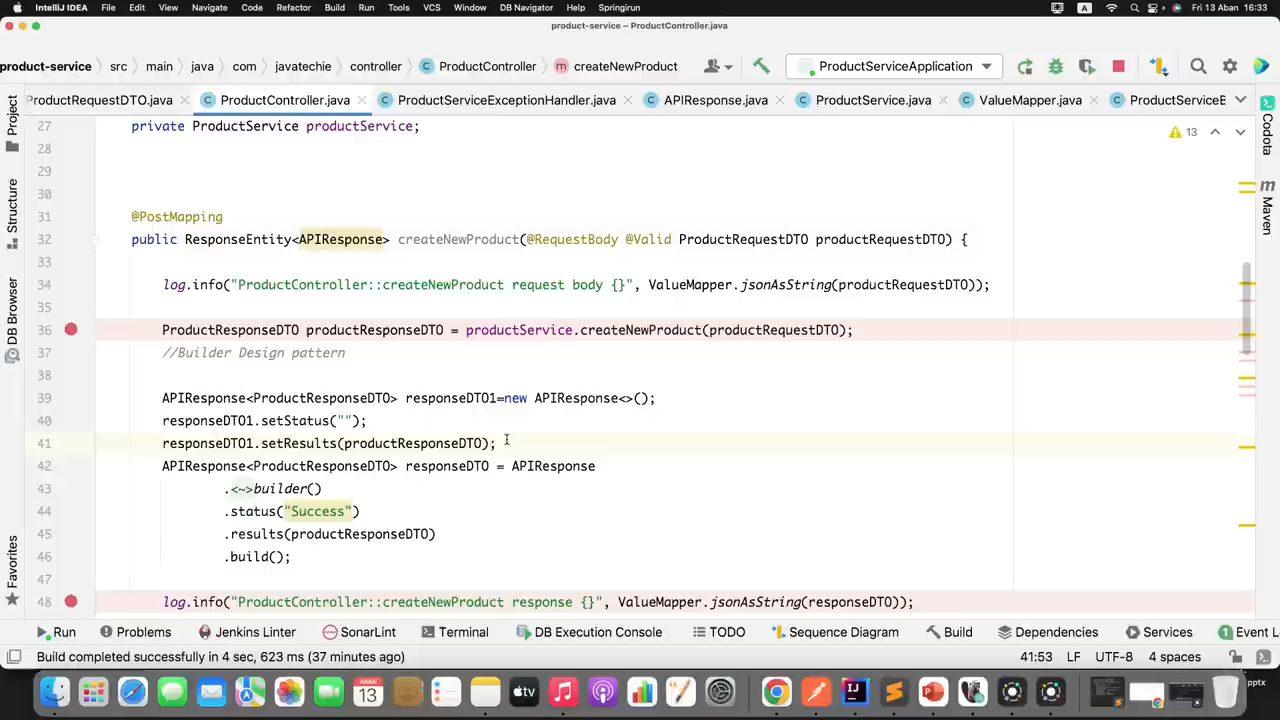 IntelliJ IDEA File Edit View Navigate Code Refactor Build Run Tools VCS Window DB Navigator Help Springirun A Fri 13 Aban 16:33
product-service – ProductController.java
product-service src main java com javatechie controller ProductController createNewProduct ProductServiceApplication
ProductRequestDTO.java ProductController.java ProductServiceExceptionHandler.java APIResponse.java ProductService.java ValueMapper.java ProductServiceE
27 private ProductService productService;
28
29
30
31 @PostMapping
32 public ResponseEntity<APIResponse> createNewProduct(@RequestBody @Valid ProductRequestDTO productRequestDTO) {
33
34 log.info("ProductController::createNewProduct request body {}", ValueMapper.jsonAsString(productRequestDTO));
35
36 ProductResponseDTO productResponseDTO = productService.createNewProduct(productRequestDTO);
37 //Builder Design pattern
38
39 APIResponse<ProductResponseDTO> responseDTO1=new APIResponse<>();
40 responseDTO1.setStatus("");
41 responseDTO1.setResults(productResponseDTO);
42 APIResponse<ProductResponseDTO> responseDTO = APIResponse
43 .<~>builder()
44 .status("Success")
45 .results(productResponseDTO)
46 .build();
47
48 log.info("ProductController::createNewProduct response {}", ValueMapper.jsonAsString(responseDTO));
13
Project
Structure
DB Browser
Favorites
Codota
Maven
Run Problems Jenkins Linter SonarLint Terminal DB Execution Console TODO Sequence Diagram Build Dependencies Services 1 Event L
Build completed successfully in 4 sec, 623 ms (37 minutes ago) 41:53 LF UTF-8 4 spaces
13
tv
pptx